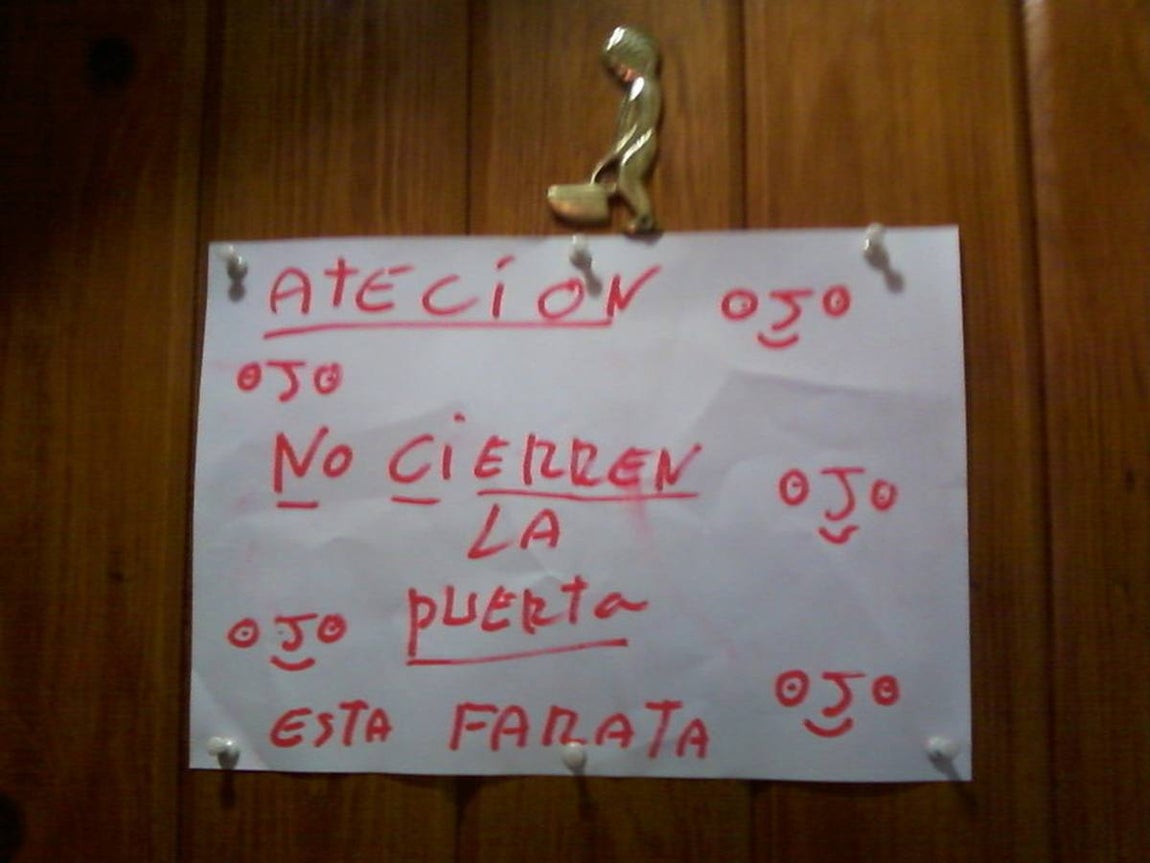 ATECION OJO
OJO
NO CIERREN OJO
LA
OJO PUERTa
ESTA FARATA OJO